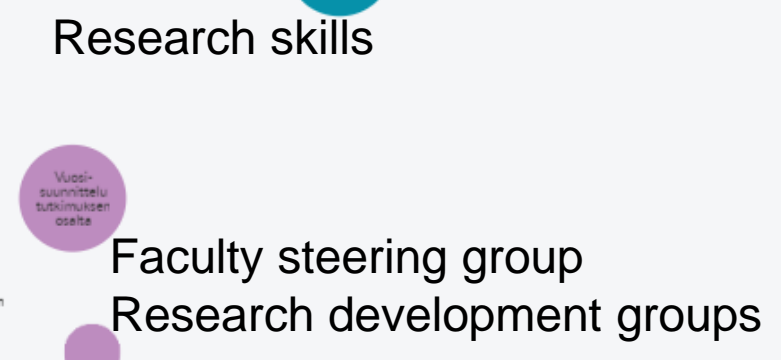 Research skills
Vuosi-
suunnittelu
tutkimuksen
osalta
Faculty steering group
Research development groups